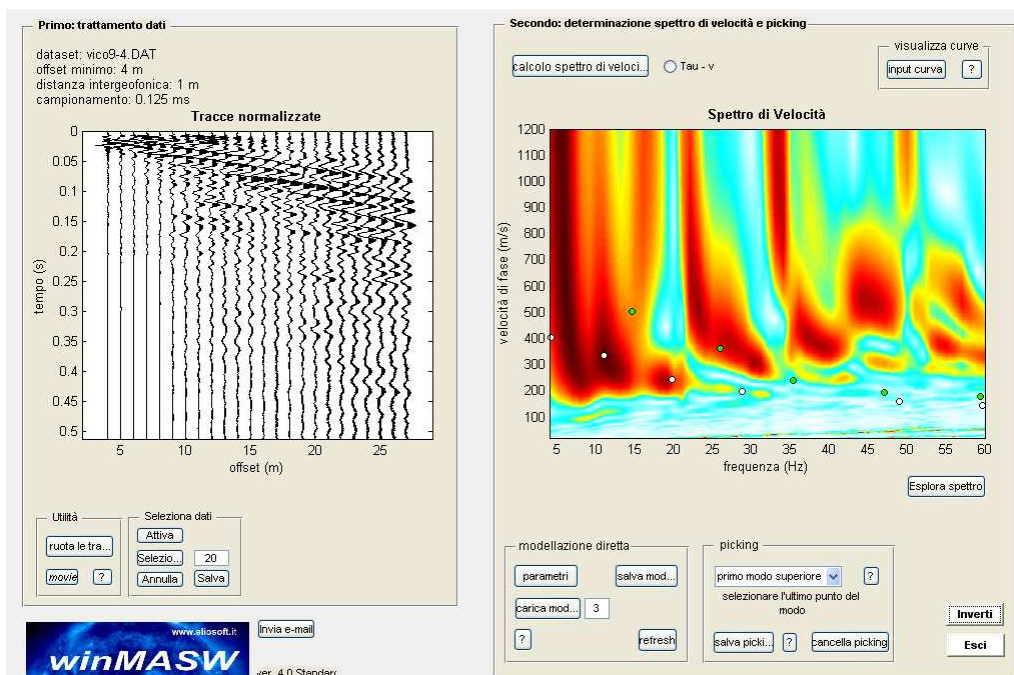 Primo: trattamento dati
dataset: vico9-4.DAT
offset minimo: 4 m
distanza intergeofonica: 1 m
campionamento: 0.125 ms
Tracce normalizzate
0
0.05
0.1
0.15
0.2
0.25
0.3
0.35
0.4
0.45
0.5
tempo (s)
5 10 15 20 25
offset (m)
Utilità
ruota le tra...
movie ?
Seleziona dati
Attiva
Selezio... 20
Annulla Salva
www.eliosoft.it
winMASW
Invia e-mail
ver. 4.0 Standard
Secondo: determinazione spettro di velocità e picking
calcolo spettro di veloci... Tau - v
visualizza curve
input curva ?
Spettro di Velocità
1200
1100
1000
900
800
700
600
500
400
300
200
100
velocità di fase (m/s)
5 10 15 20 25 30 35 40 45 50 55 60
frequenza (Hz)
Esplora spettro
modellazione diretta
parametri salva mod...
carica mod... 3
? refresh
picking
primo modo superiore ?
selezionare l'ultimo punto del
modo
salva picki... ? cancella picking
Inverti
Esci